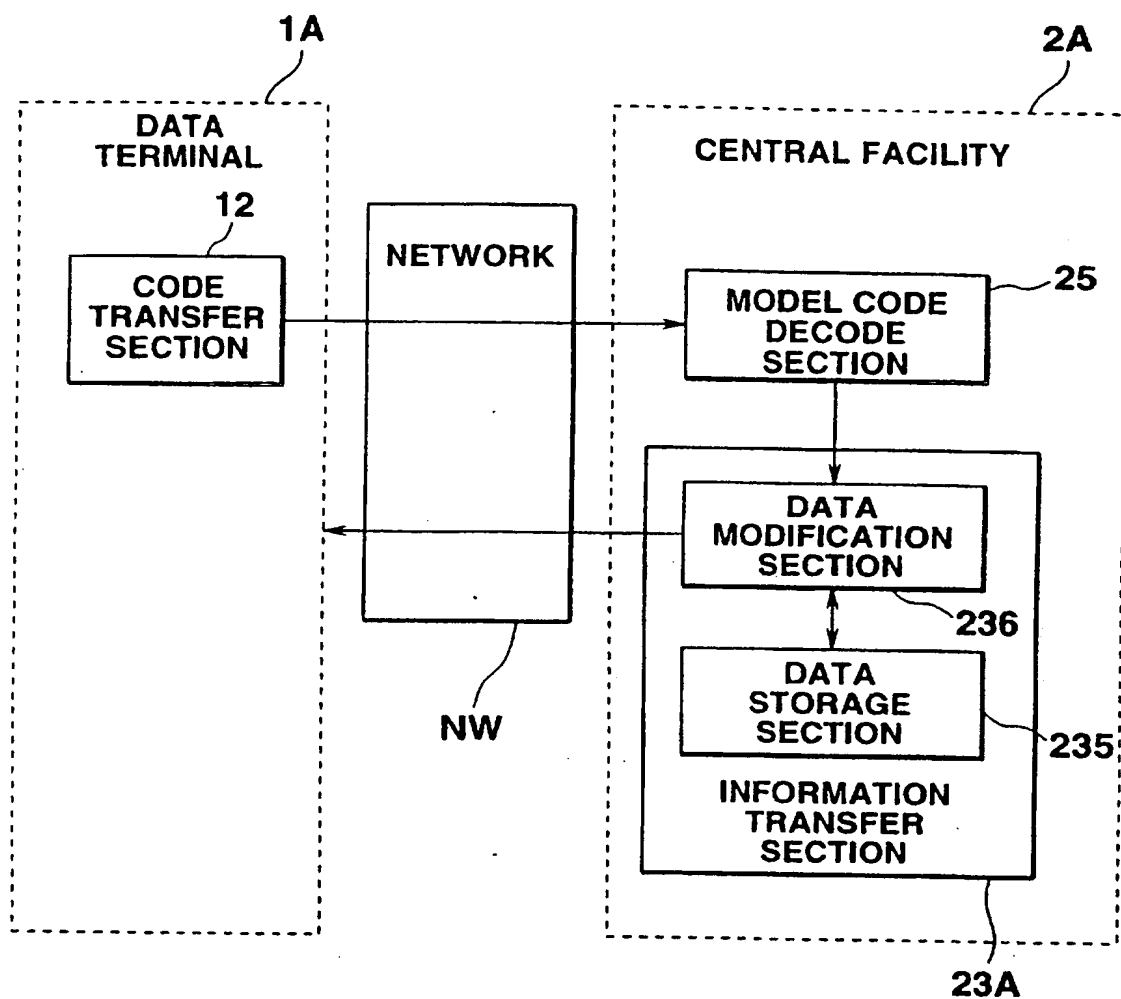 1A
DATA
TERMINAL
12
CODE
TRANSFER
SECTION
NETWORK
NW
2A
CENTRAL FACILITY
25
MODEL CODE
DECODE
SECTION
DATA
MODIFICATION
SECTION
236
DATA
STORAGE
SECTION
235
INFORMATION
TRANSFER
SECTION
23A